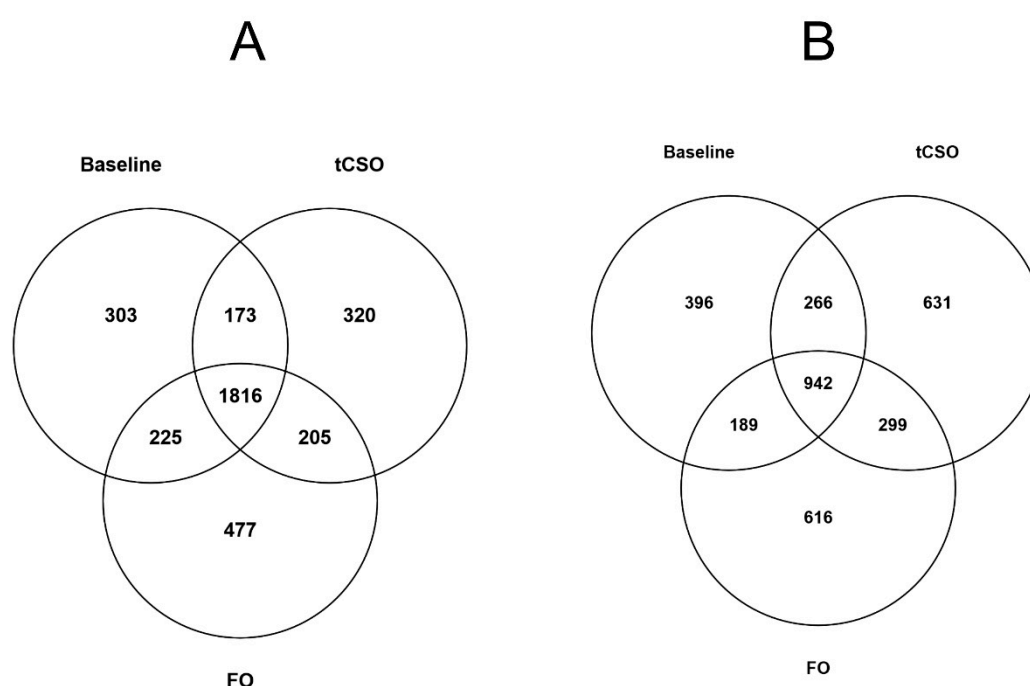 A
Baseline
tCSO
303
173
320
1816
225
205
477
FO
B
Baseline
tCSO
396
266
631
942
189
299
616
FO